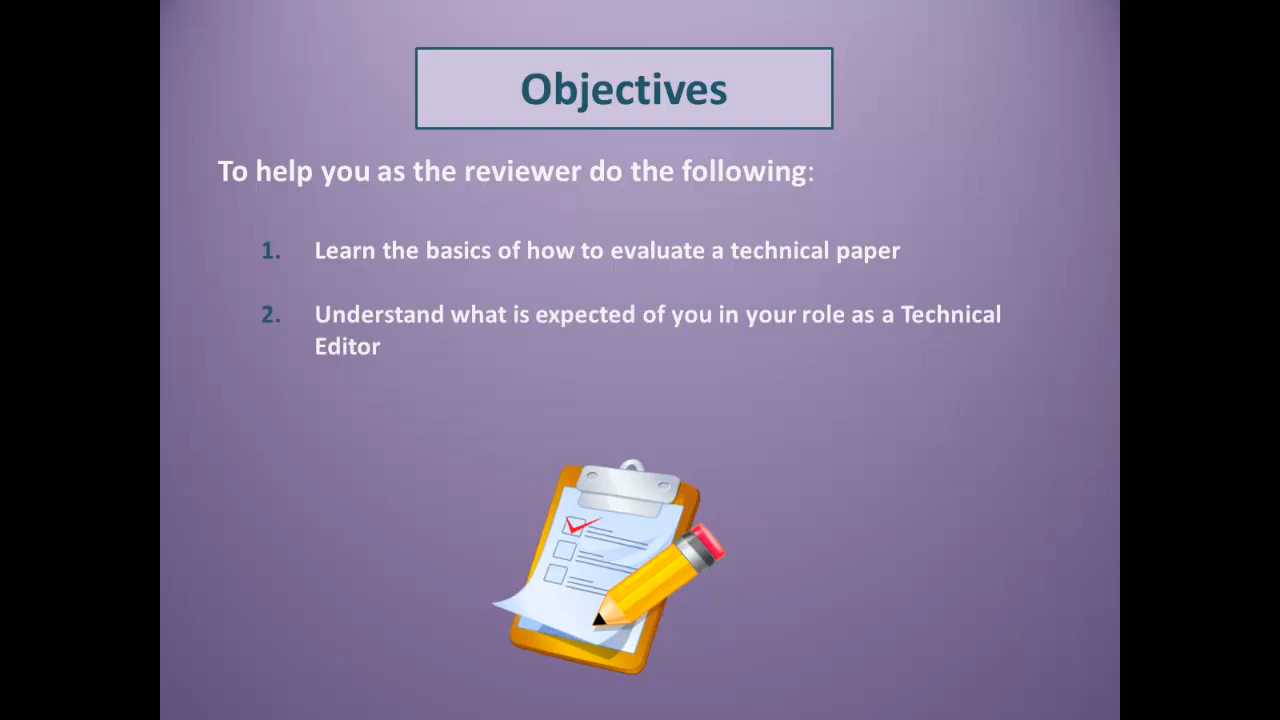 Objectives
To help you as the reviewer do the following:
1. Learn the basics of how to evaluate a technical paper
2. Understand what is expected of you in your role as a Technical
Editor